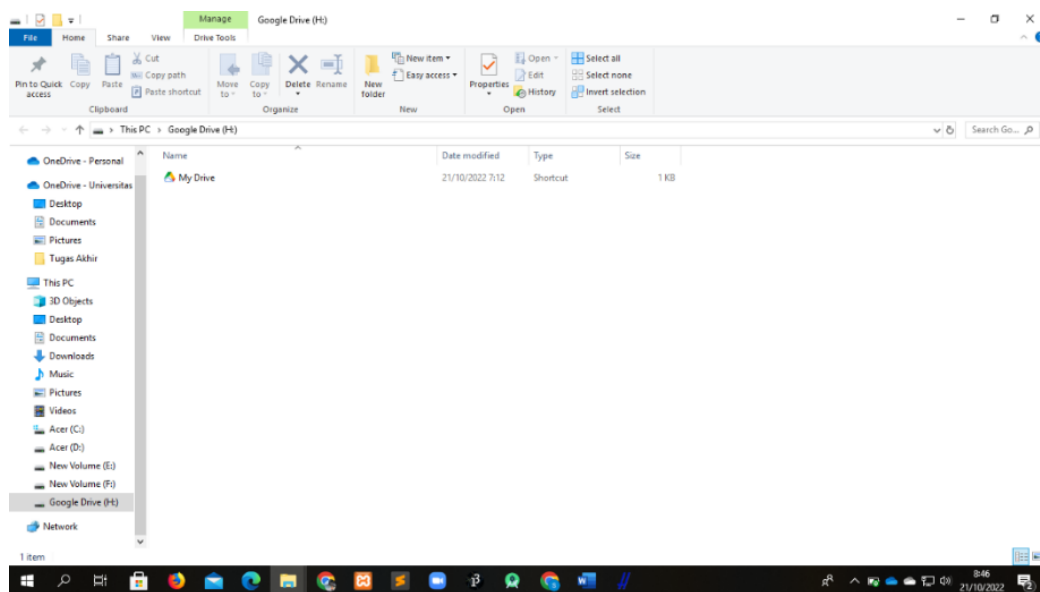 Manage
Google Drive (H:)
File
Home
Share
View
Drive Tools
Pin to Quick access
Copy
Paste
Cut
Copy path
Paste shortcut
Clipboard
Move to
Copy to
Delete
Rename
Organize
New folder
New item
Easy access
New
Properties
Open
Edit
History
Open
Select all
Select none
Invert selection
Select
This PC > Google Drive (H:)
Search Go...
Name
Date modified
Type
Size
My Drive
21/10/2022 7:12
Shortcut
1 KB
OneDrive - Personal
OneDrive - Universitas
Desktop
Documents
Pictures
Tugas Akhir
This PC
3D Objects
Desktop
Documents
Downloads
Music
Pictures
Videos
Acer (C:)
Acer (D:)
New Volume (E:)
New Volume (F:)
Google Drive (H:)
Network
1 item
8:46
21/10/2022